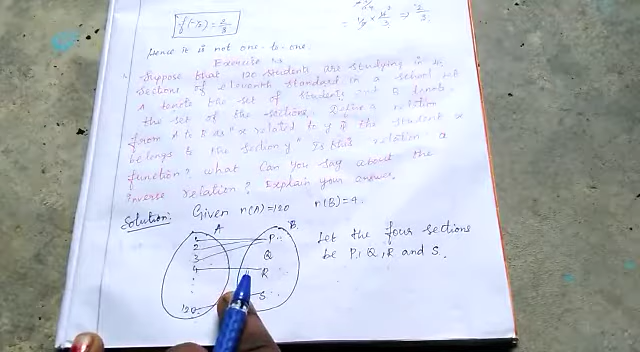 f(-1/2) = 2/3
⇒ 2/3
Hence it is not one-to-one.
Exercise
Suppose that 120 students are studying in 4
sections of eleventh standard in a school. Let
A denote the set of students and B denote
the set of the sections. Define a relation
from A to B as "x related to y if the student x
belongs to the section y". Is this relation a
function? What can you say about the
inverse relation? Explain your answer.
Solution: Given n(A)=120 n(B)=4.
A B
1 P
2
3 Q
4 R
120 S
Let the four sections
be P, Q, R and S.